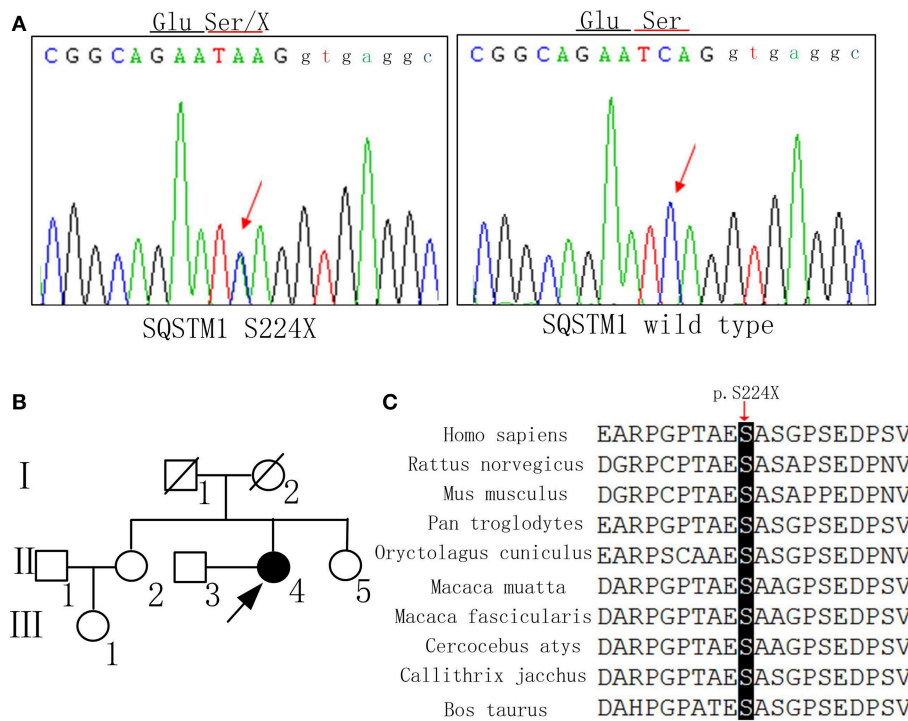 A
Glu Ser/X
CGGCAGAATAAGgtgaggc
SQSTM1 S224X
Glu Ser
CGGCAGAATCAGgtgaggc
SQSTM1 wild type
B
I
1
2
II
1
2
3
4
5
III
1
C
p.S224X
Homo sapiens EARPGPTAESASGPSEDPSV
Rattus norvegicus DGRPCPTAESASAPSEDPNV
Mus musculus DGRPCPTAESASAPPEDPNV
Pan troglodytes EARPGPTAESASGPSEDPSV
Oryctolagus cuniculus EARPSCAAESASGPSEDPNV
Macaca muatta DARPGPTAESAAGPSEDPSV
Macaca fascicularis DARPGPTAESAAGPSEDPSV
Cercocebus atys DARPGPTAESAAGPSEDPSV
Callithrix jacchus DARPGPTAESASGPSEDPSV
Bos taurus DAHPGPATESASGPSEDPSV